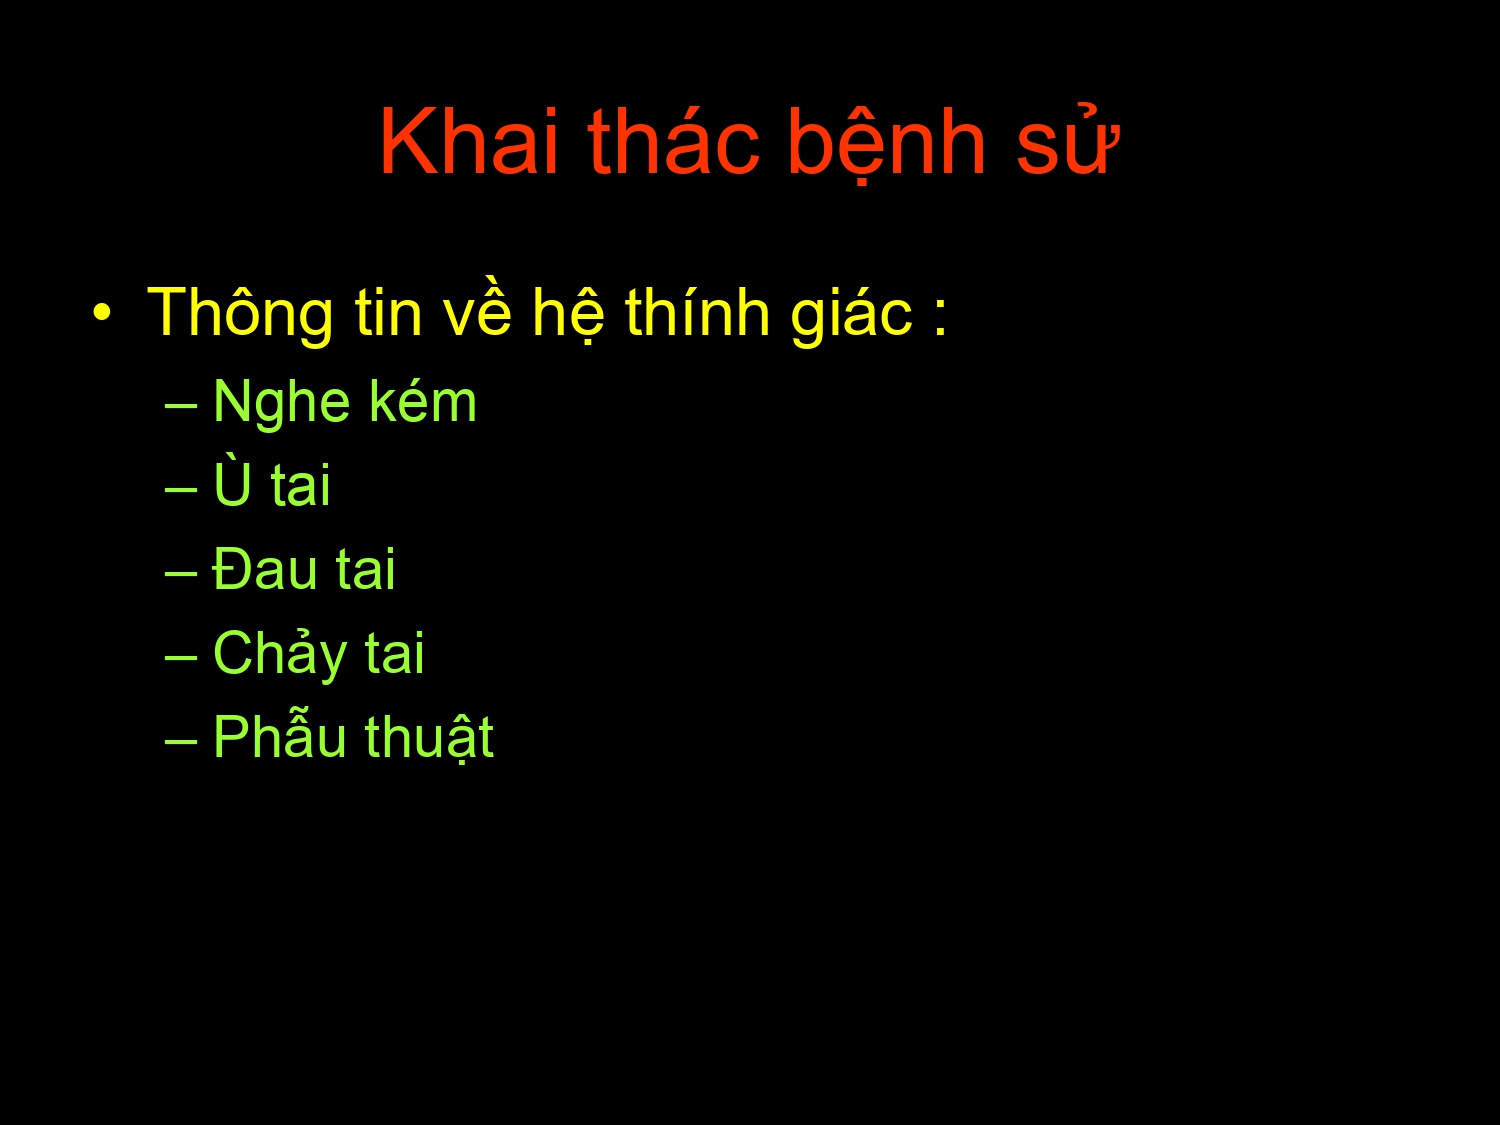 Khai thác bệnh sử
• Thông tin về hệ thính giác :
– Nghe kém
– Ù tai
– Đau tai
– Chảy tai
– Phẫu thuật